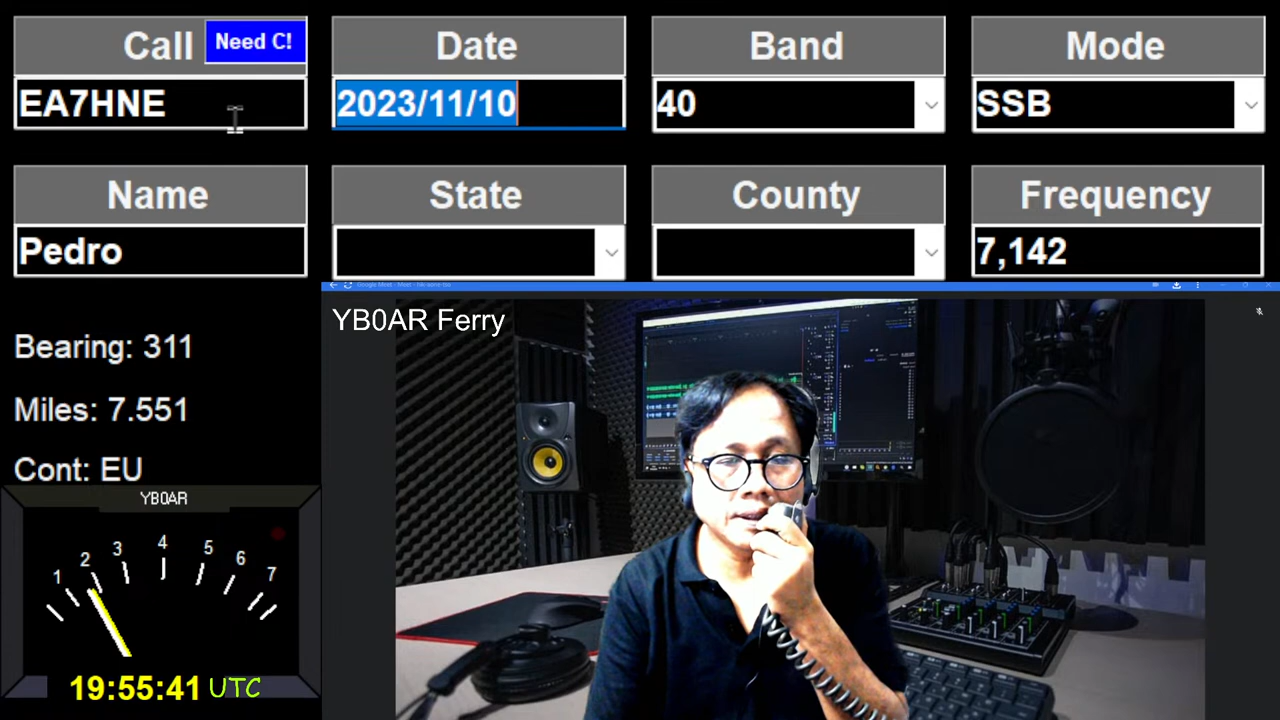 Call
Need C!
Date
Band
Mode
EA7HNE
2023/11/10
40
SSB
Name
State
County
Frequency
Pedro
7,142
YB0AR Ferry
Bearing: 311
Miles: 7.551
Cont: EU
YB0AR
1 2 3 4 5 6 7
19:55:41 UTC